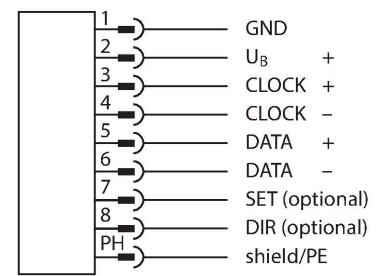 1 GND
2 U_B +
3 CLOCK +
4 CLOCK –
5 DATA +
6 DATA –
7 SET (optional)
8 DIR (optional)
PH shield/PE